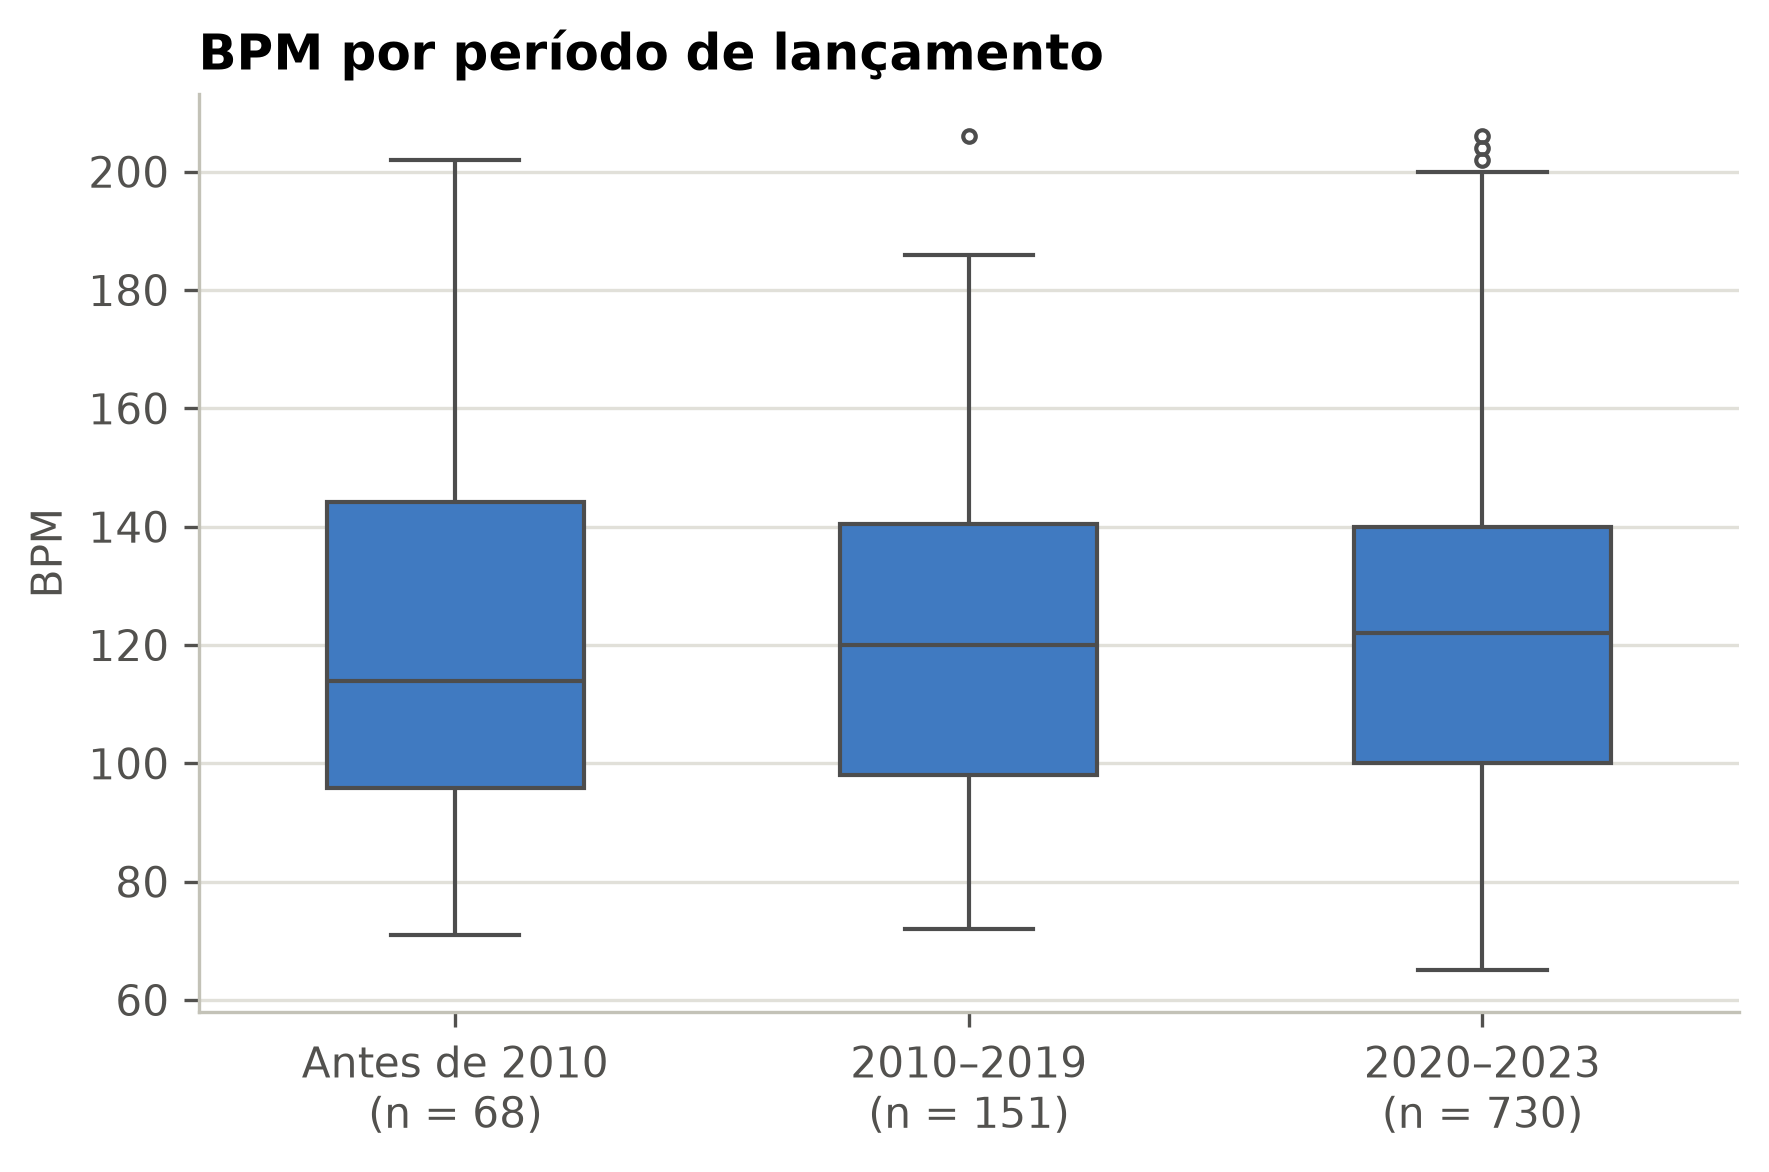 BPM por período de lançamento
BPM
200
180
160
140
120
100
80
60
Antes de 2010
(n = 68)
2010–2019
(n = 151)
2020–2023
(n = 730)